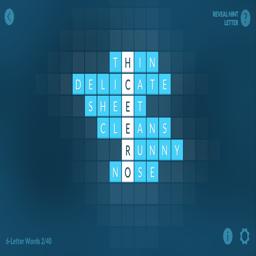 REVEAL HINT
LETTER
?
THIN
DELICATE
SHEET
CLEANS
RUNNY
NOSE
6-Letter Words 2/40
i